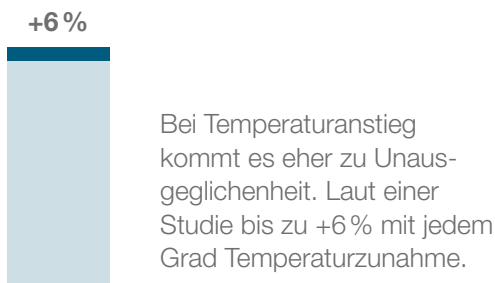 +6 %
Bei Temperaturanstieg
kommt es eher zu Unaus-
geglichenheit. Laut einer
Studie bis zu +6 % mit jedem
Grad Temperaturzunahme.